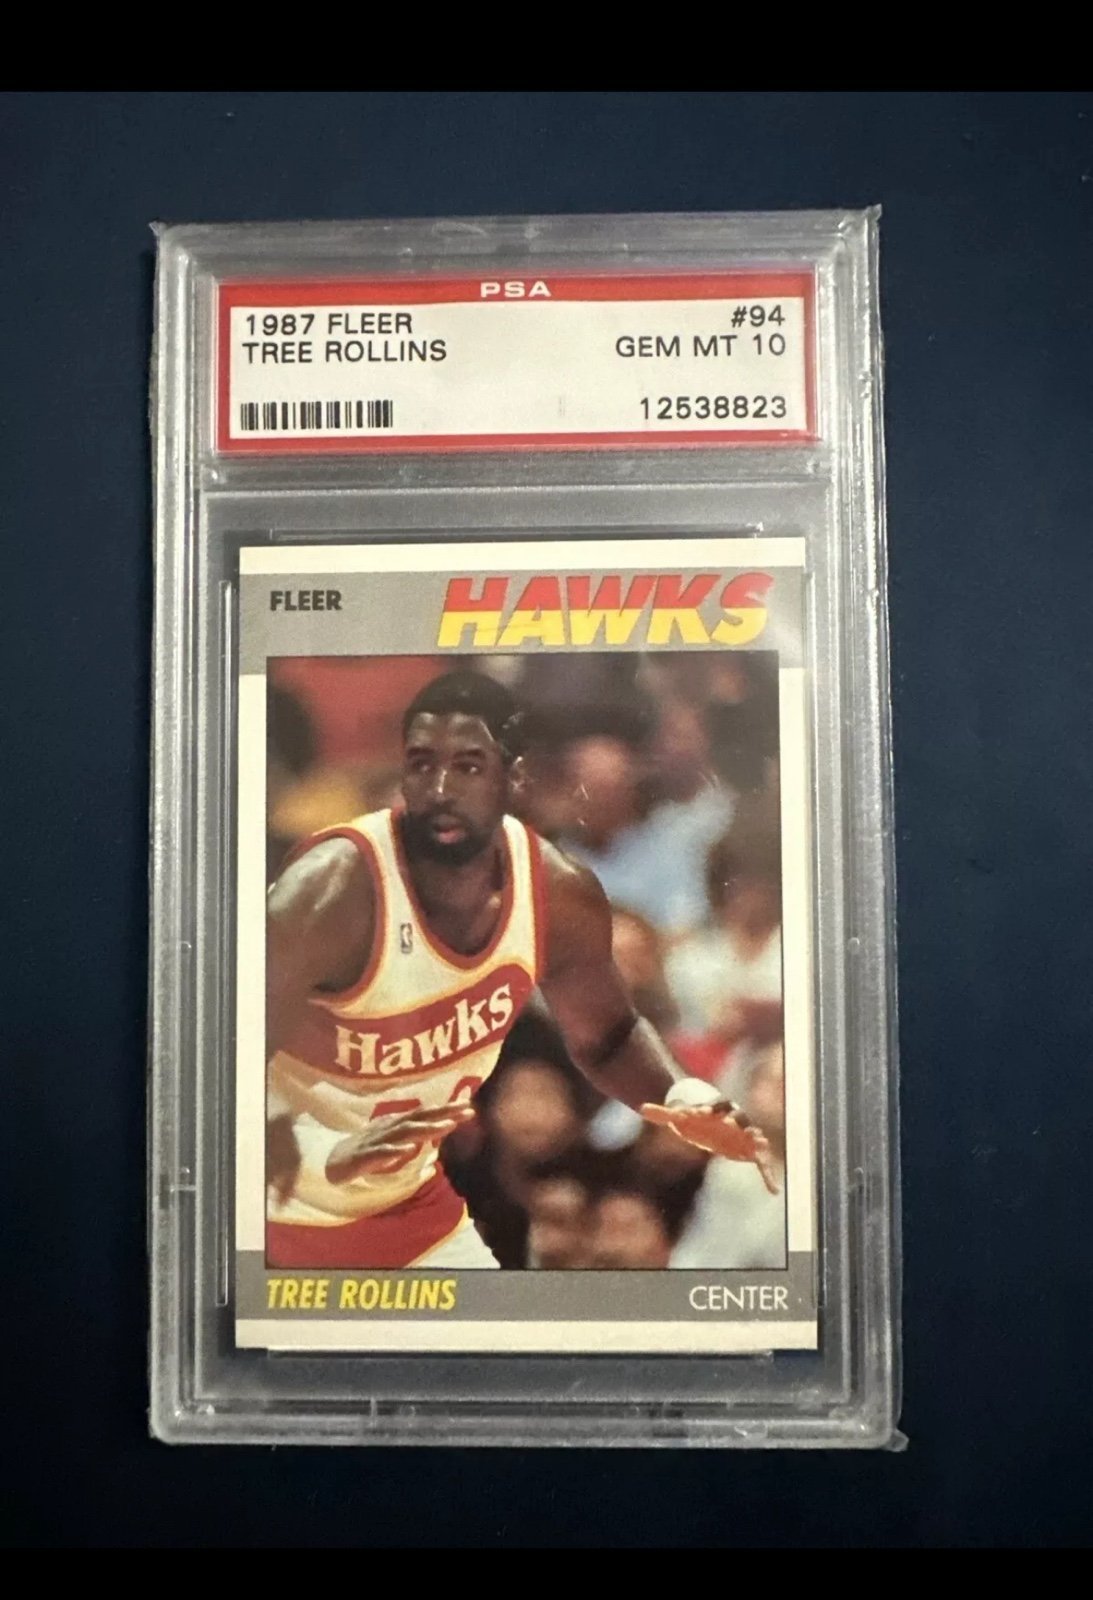 PSA
1987 FLEER #94
TREE ROLLINS GEM MT 10
12538823
FLEER HAWKS
Hawks
TREE ROLLINS CENTER